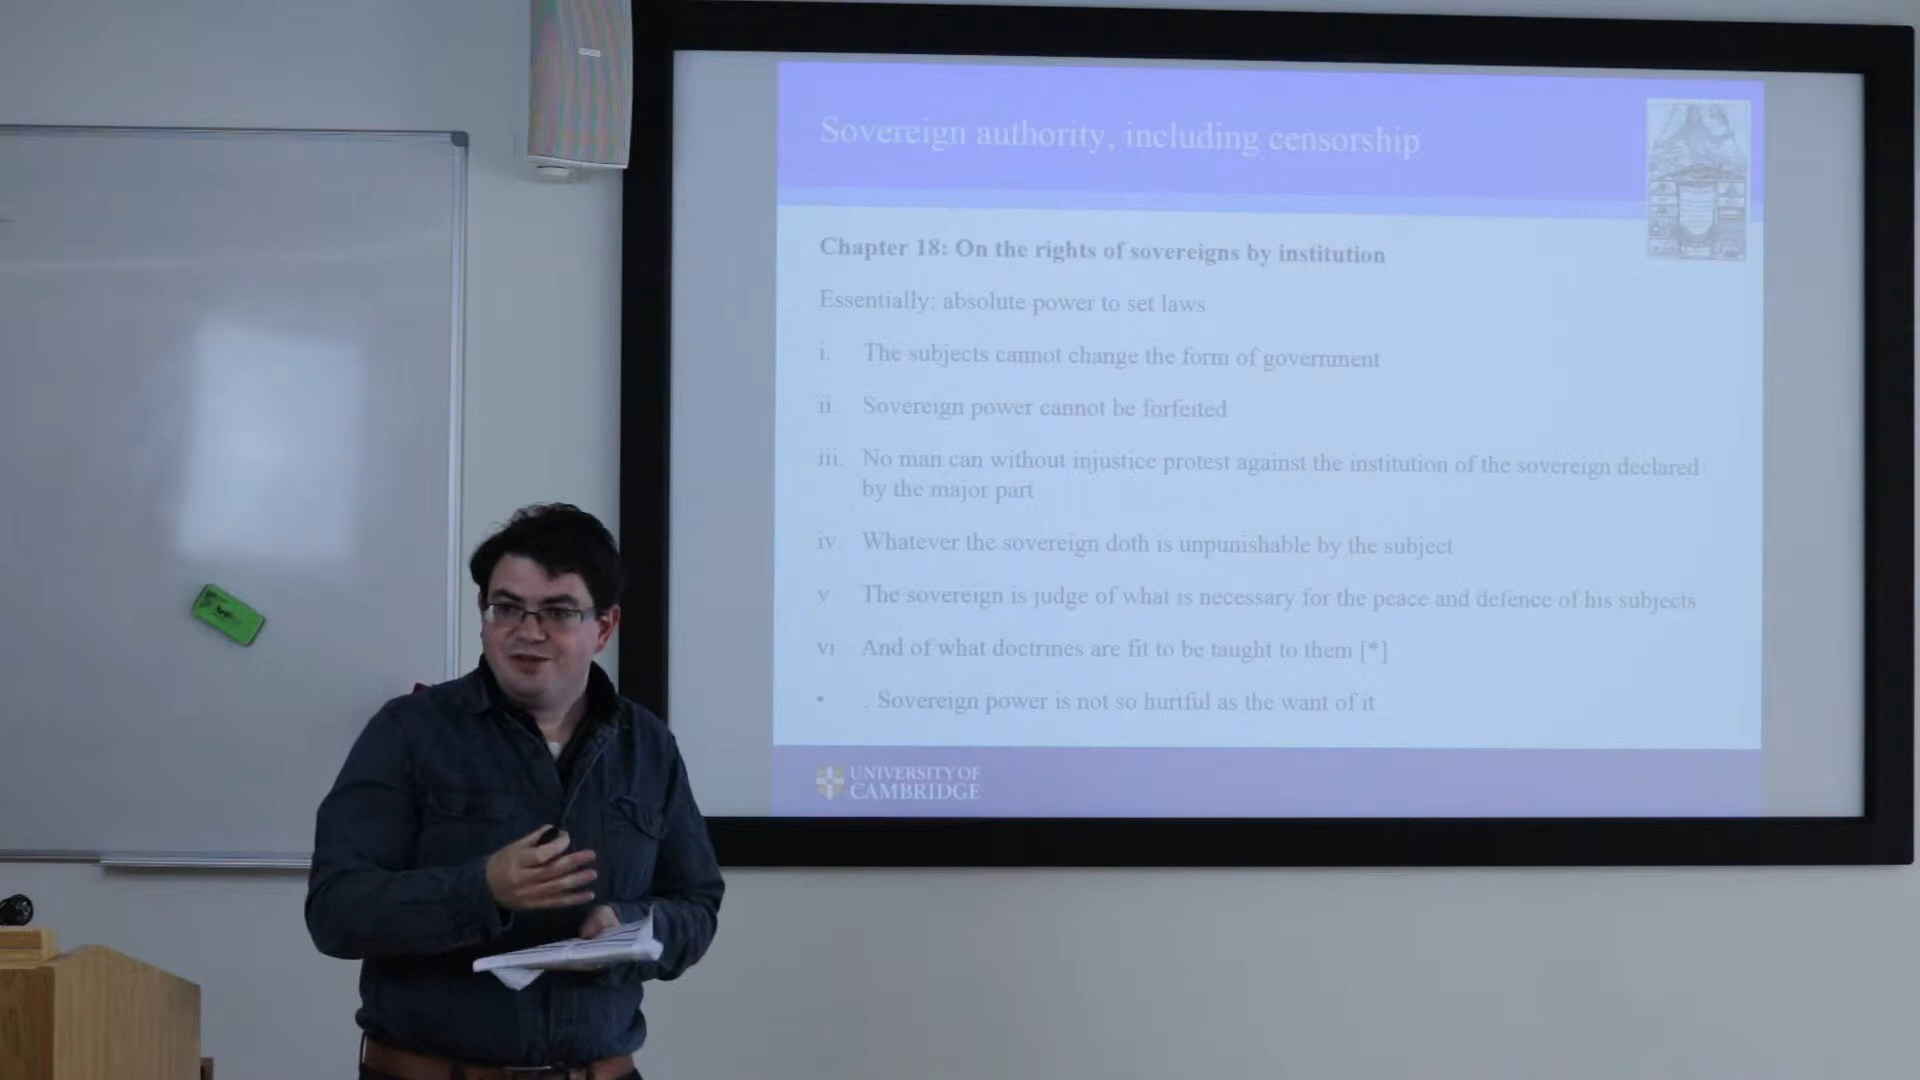 Sovereign authority, including censorship
Chapter 18: On the rights of sovereigns by institution
Essentially: absolute power to set laws
i. The subjects cannot change the form of government
ii. Sovereign power cannot be forfeited
iii. No man can without injustice protest against the institution of the sovereign declared
by the major part
iv. Whatever the sovereign doth is unpunishable by the subject
v. The sovereign is judge of what is necessary for the peace and defence of his subjects
vi. And of what doctrines are fit to be taught to them [*]
• . Sovereign power is not so hurtful as the want of it
UNIVERSITY OF
CAMBRIDGE